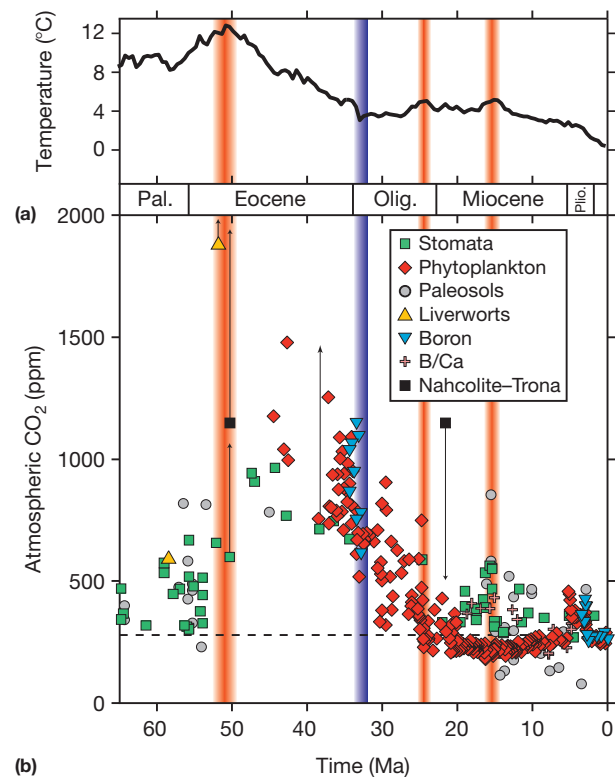 12
8
4
0
Temperature (°C)
Pal.
Eocene
Olig.
Miocene
Plio.
(a)
2000
1500
1000
500
0
Atmospheric CO₂ (ppm)
Stomata
Phytoplankton
Paleosols
Liverworts
Boron
B/Ca
Nahcolite–Trona
60
50
40
30
20
10
0
Time (Ma)
(b)